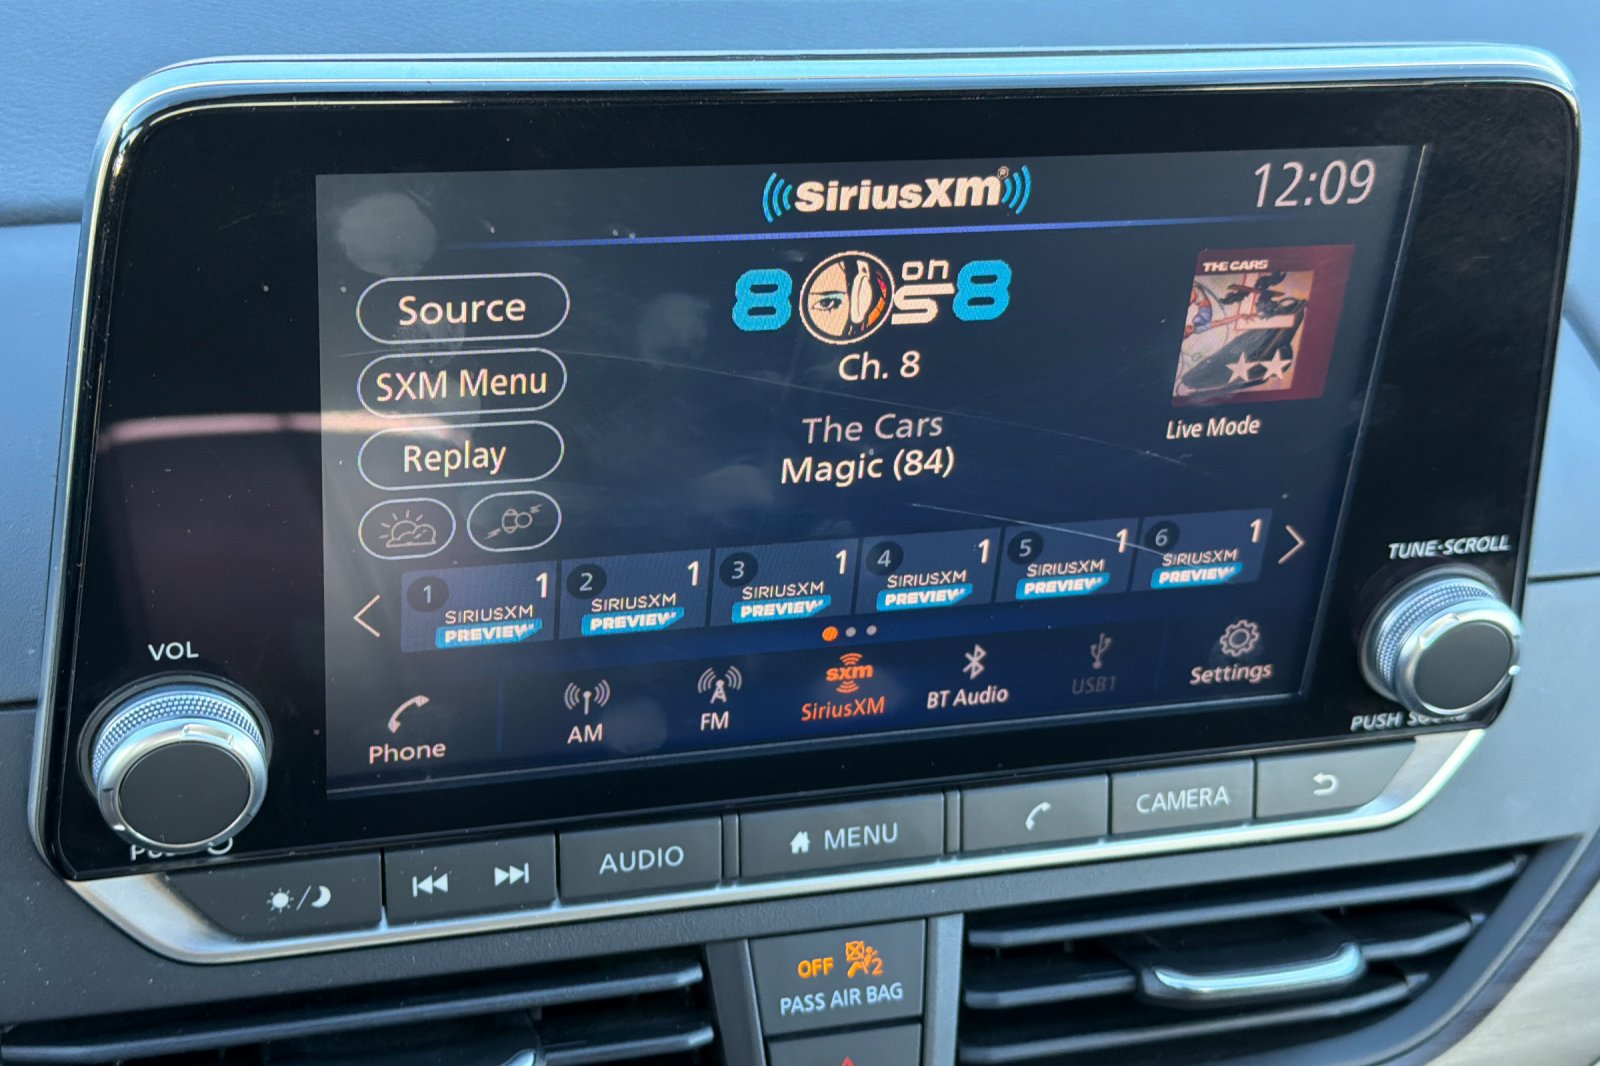 ((SiriusXM®))
12:09
Source
SXM Menu
Replay
8 on 8
80s
Ch. 8
The Cars
Magic (84)
THE CARS
Live Mode
1 1 SIRIUSXM PREVIEW
2 1 SIRIUSXM PREVIEW
3 1 SIRIUSXM PREVIEW
4 1 SIRIUSXM PREVIEW
5 1 SIRIUSXM PREVIEW
6 1 SIRIUSXM PREVIEW
Phone
AM
FM
sxm
SiriusXM
BT Audio
USB1
Settings
VOL
TUNE·SCROLL
PUSH
AUDIO
MENU
CAMERA
OFF 2
PASS AIR BAG